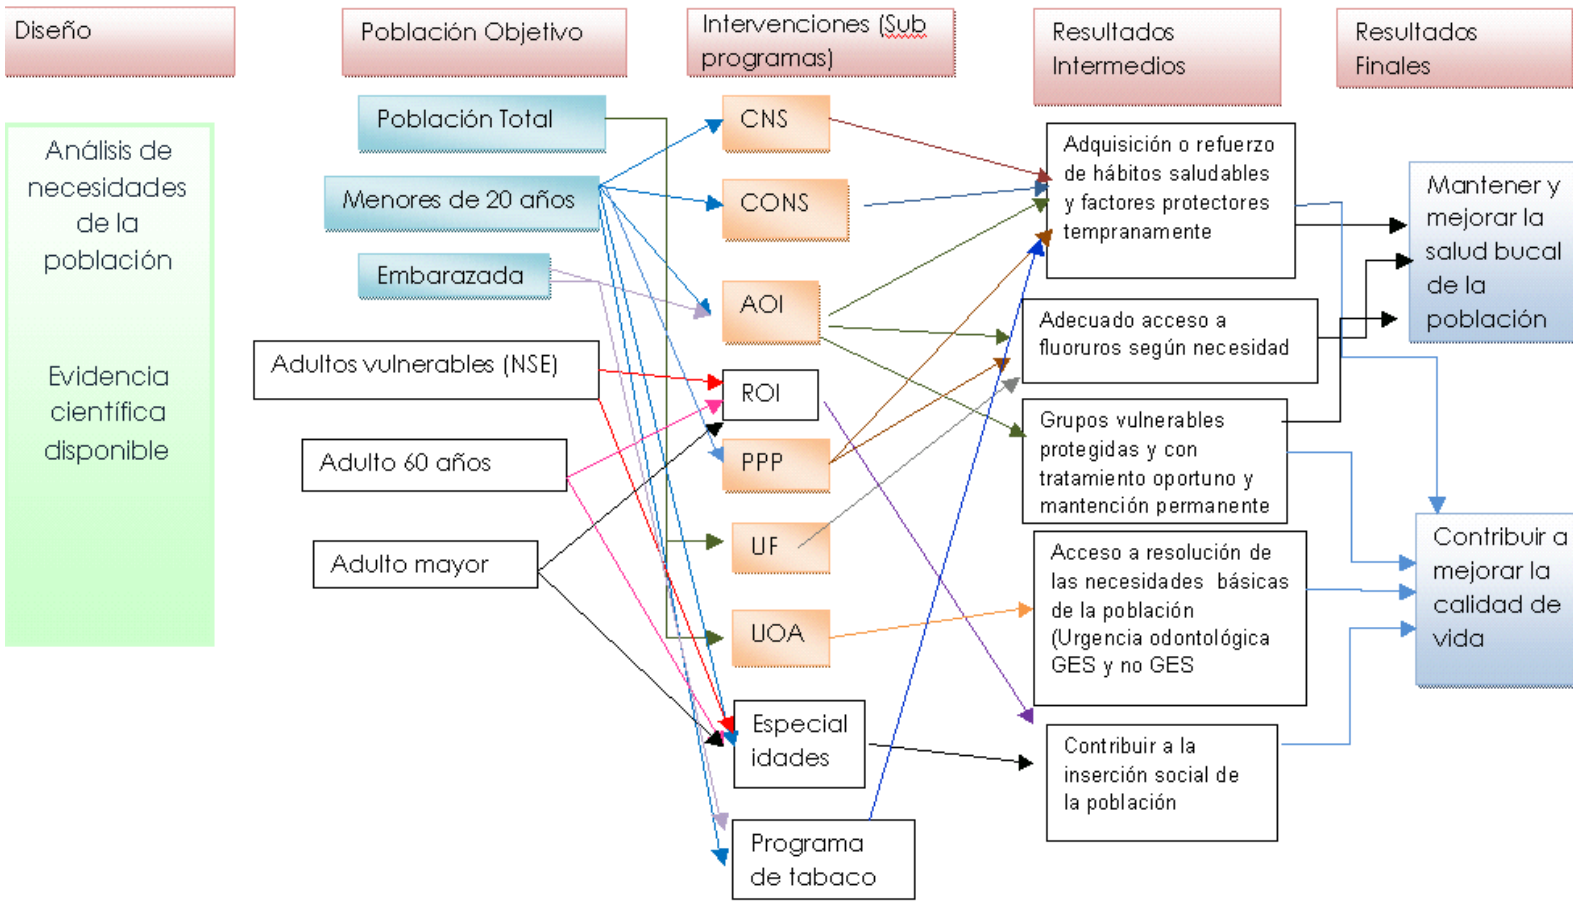 Diseño
Población Objetivo
Intervenciones (Sub
programas)
Resultados
Intermedios
Resultados
Finales
Análisis de
necesidades
de la
población
Evidencia
científica
disponible
Población Total
Menores de 20 años
Embarazada
Adultos vulnerables (NSE)
Adulto 60 años
Adulto mayor
CNS
CONS
AOI
ROI
PPP
UF
UOA
Especial
idades
Programa
de tabaco
Adquisición o refuerzo
de hábitos saludables
y factores protectores
tempranamente
Adecuado acceso a
fluoruros según necesidad
Grupos vulnerables
protegidas y con
tratamiento oportuno y
mantención permanente
Acceso a resolución de
las necesidades básicas
de la población
(Urgencia odontológica
GES y no GES
Contribuir a la
inserción social de
la población
Mantener y
mejorar la
salud bucal
de la
población
Contribuir a
mejorar la
calidad de
vida